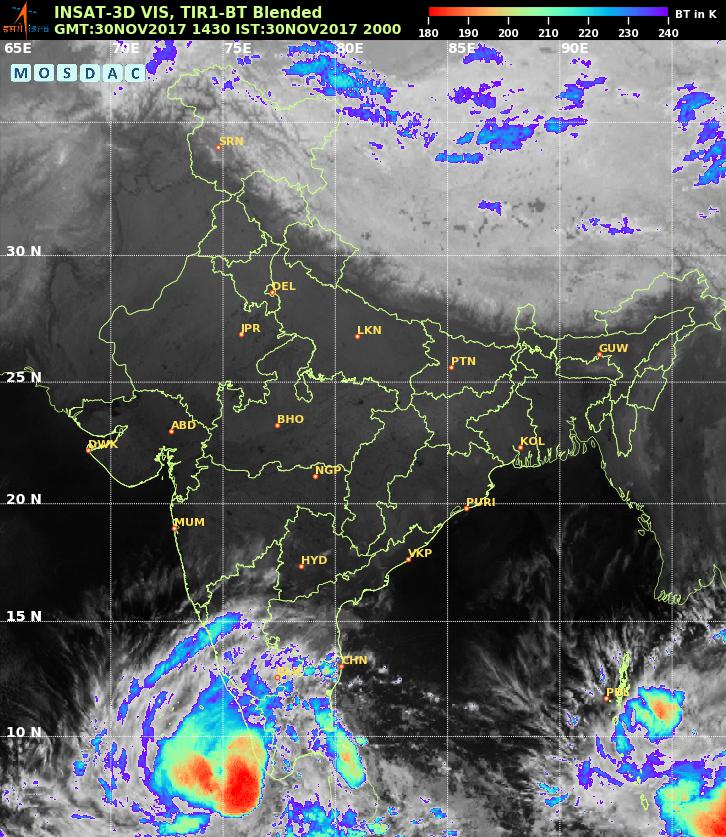 INSAT-3D VIS, TIR1-BT Blended
GMT:30NOV2017 1430 IST:30NOV2017 2000
BT in K
180 190 200 210 220 230 240
65E 70E 75E 80E 85E 90E
M O S D A C
SRN
30 N
DEL
JPR LKN
GUW
PTN
25 N
ABD BHO
DWK KOL
NGP
20 N
PURI
MUM
VKP
HYD
15 N
CHN
PBL
10 N